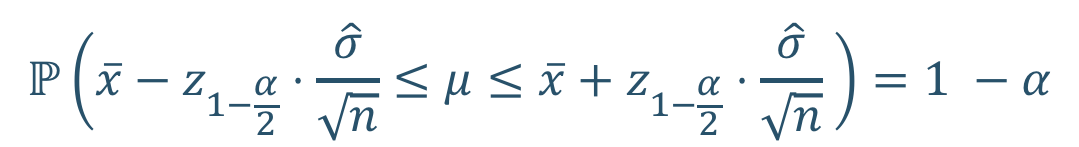 ℙ(x̄ − z_{1−α/2} · σ̂/√n ≤ μ ≤ x̄ + z_{1−α/2} · σ̂/√n) = 1 − α